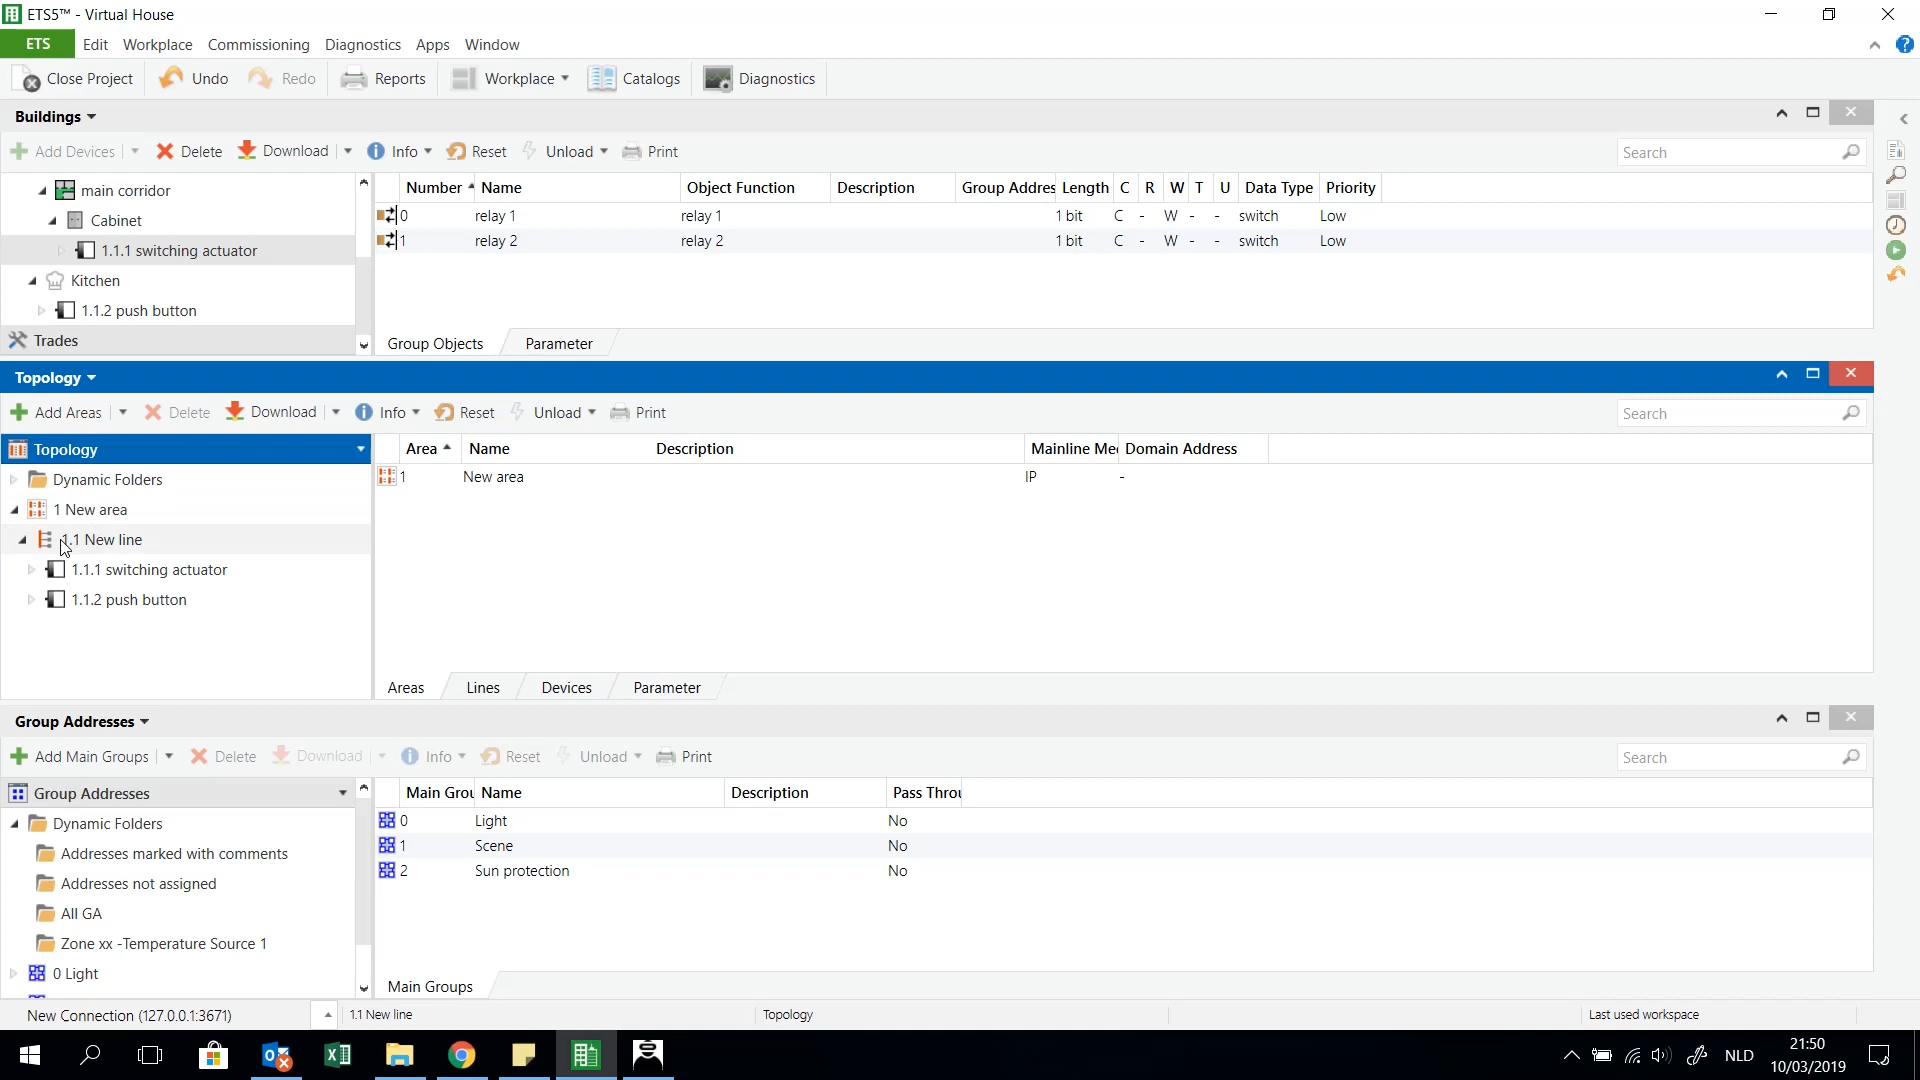 ETS5™ - Virtual House
ETS Edit Workplace Commissioning Diagnostics Apps Window
Close Project Undo Redo Reports Workplace Catalogs Diagnostics
Buildings
Add Devices Delete Download Info Reset Unload Print Search
main corridor
Cabinet
1.1.1 switching actuator
Kitchen
1.1.2 push button
Trades
Number Name Object Function Description Group Addres Length C R W T U Data Type Priority
0 relay 1 relay 1 1 bit C - W - - switch Low
1 relay 2 relay 2 1 bit C - W - - switch Low
Group Objects Parameter
Topology
Add Areas Delete Download Info Reset Unload Print Search
Topology
Dynamic Folders
1 New area
1.1 New line
1.1.1 switching actuator
1.1.2 push button
Area Name Description Mainline Me Domain Address
1 New area IP -
Areas Lines Devices Parameter
Group Addresses
Add Main Groups Delete Download Info Reset Unload Print Search
Group Addresses
Dynamic Folders
Addresses marked with comments
Addresses not assigned
All GA
Zone xx -Temperature Source 1
0 Light
Main Grou Name Description Pass Throu
0 Light No
1 Scene No
2 Sun protection No
Main Groups
New Connection (127.0.0.1:3671) 1.1 New line Topology Last used workspace
NLD
21:50
10/03/2019